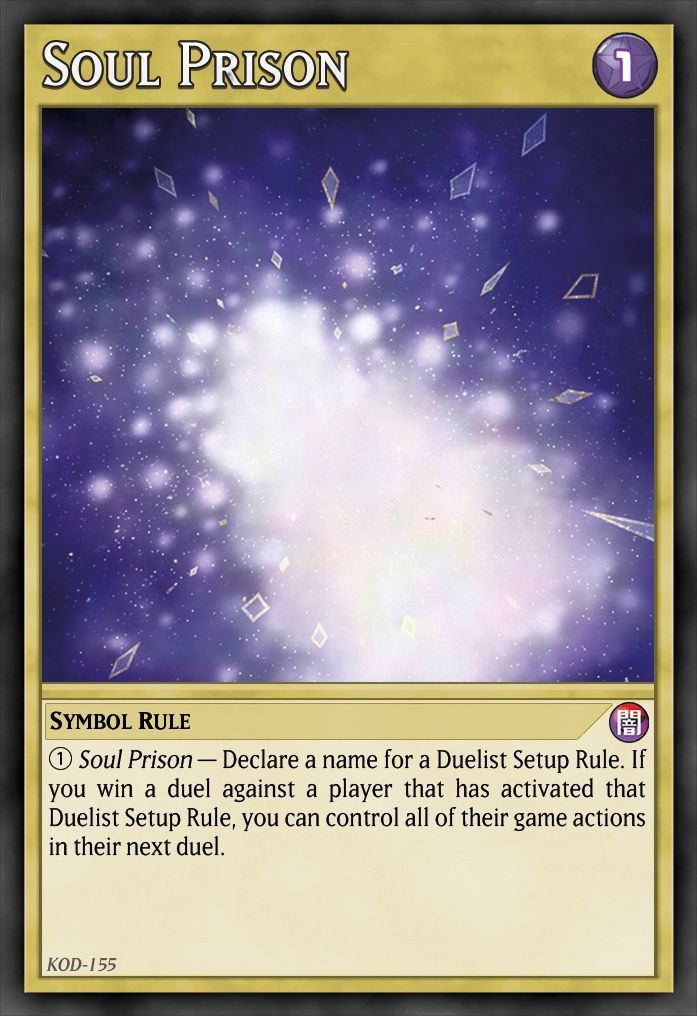 Soul Prison
1
Symbol Rule
闇
① Soul Prison — Declare a name for a Duelist Setup Rule. If
you win a duel against a player that has activated that
Duelist Setup Rule, you can control all of their game actions
in their next duel.
KOD-155